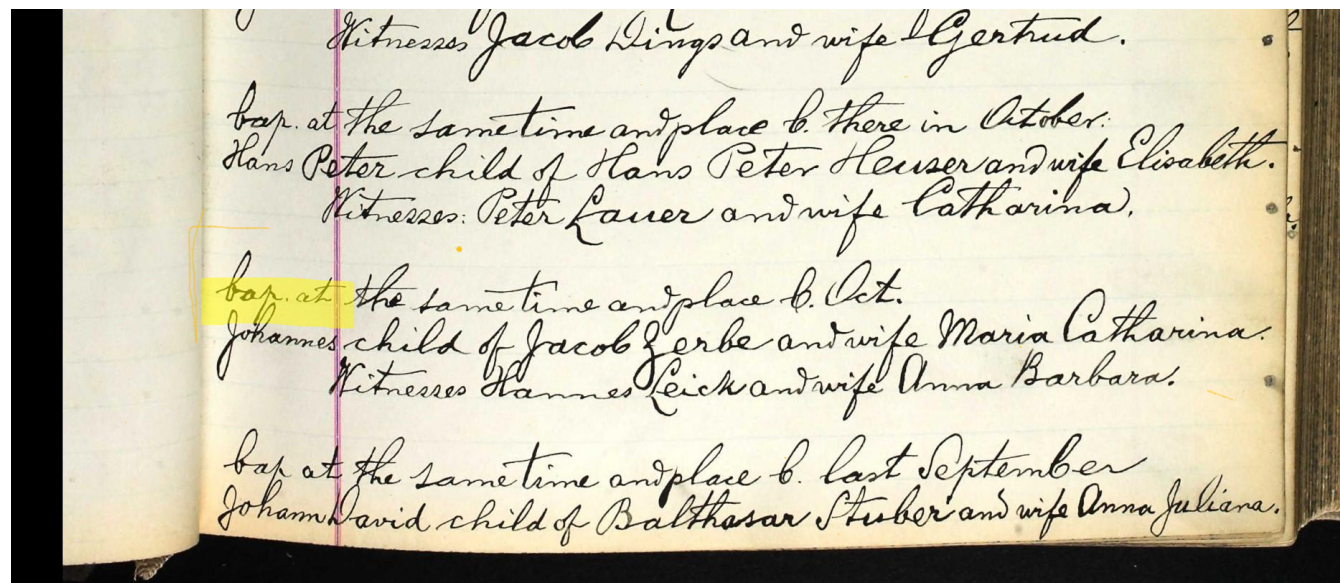 Witnesses Jacob Dings and wife Gertrud.
bap. at the same time and place b. there in October.
Hans Peter child of Hans Peter Heuser and wife Elisabeth.
Witnesses: Peter Lauer and wife Catharina.
bap. at the same time and place b. Oct.
Johannes child of Jacob Zerbe and wife Maria Catharina.
Witnesses Hannes Leick and wife Anna Barbara.
bap at the same time and place b. last September
Johann David child of Balthasar Stuber and wife Anna Juliana.